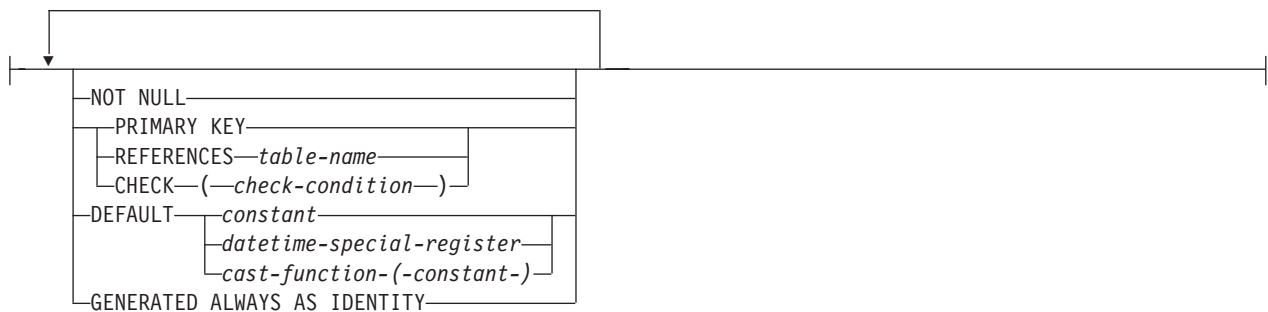 NOT NULL
PRIMARY KEY
REFERENCES table-name
CHECK ( check-condition )
DEFAULT constant
datetime-special-register
cast-function-(-constant-)
GENERATED ALWAYS AS IDENTITY